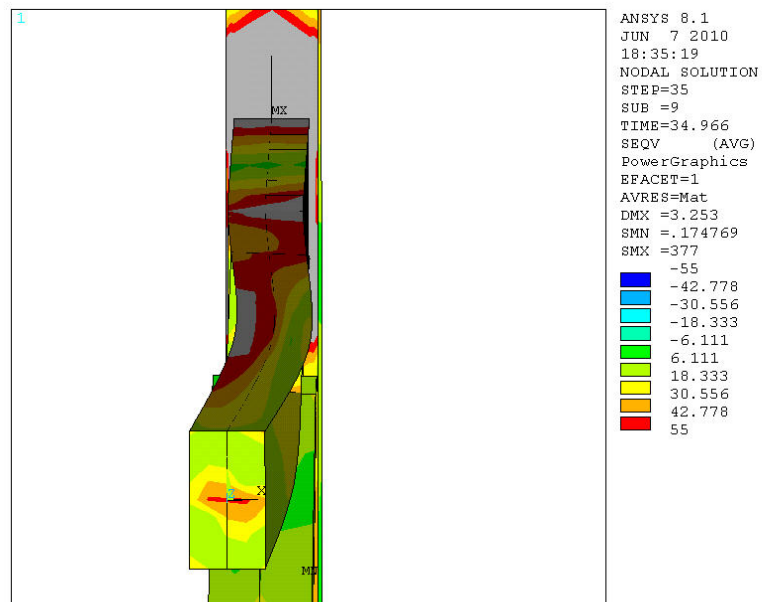 1
ANSYS 8.1
JUN 7 2010
18:35:19
NODAL SOLUTION
STEP=35
SUB =9
TIME=34.966
SEQV (AVG)
PowerGraphics
EFACET=1
AVRES=Mat
DMX =3.253
SMN =.174769
SMX =377
-55
-42.778
-30.556
-18.333
-6.111
6.111
18.333
30.556
42.778
55
MX
Z X
MN